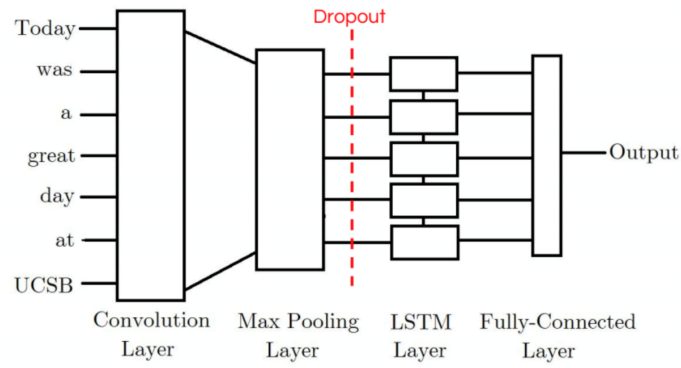 Dropout
Today
was
a
great
day
at
UCSB
Output
Convolution
Layer
Max Pooling
Layer
LSTM
Layer
Fully-Connected
Layer